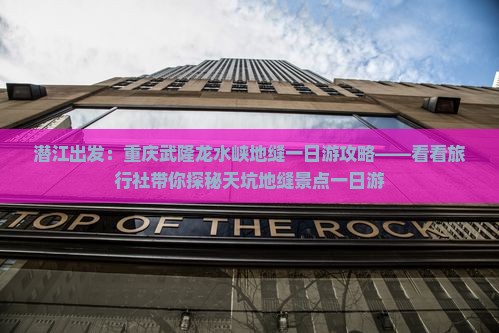 潜江出发：重庆武隆龙水峡地缝一日游攻略——看看旅
行社带你探秘天坑地缝景点一日游
TOP OF THE ROCK